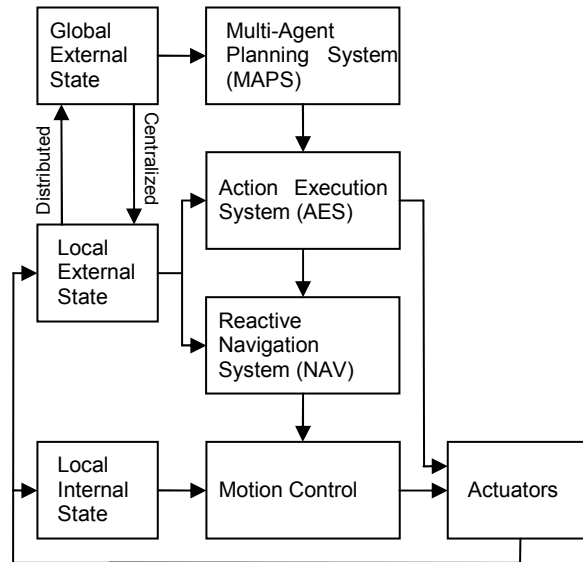 Global
External
State
Multi-Agent
Planning System
(MAPS)
Distributed
Centralized
Action Execution
System (AES)
Local
External
State
Reactive
Navigation
System (NAV)
Local
Internal
State
Motion Control
Actuators